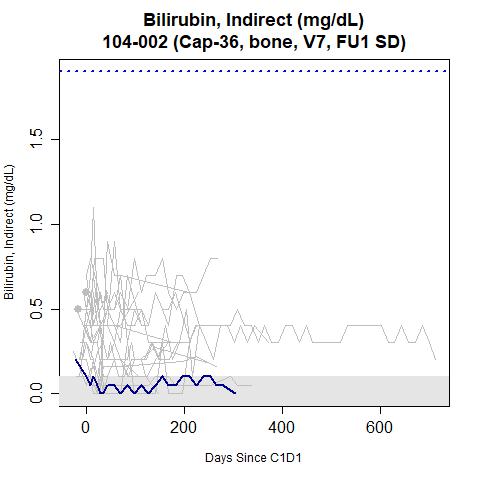 Bilirubin, Indirect (mg/dL)
104-002 (Cap-36, bone, V7, FU1 SD)
Bilirubin, Indirect (mg/dL)
1.5
1.0
0.5
0.0
0
200
400
600
Days Since C1D1